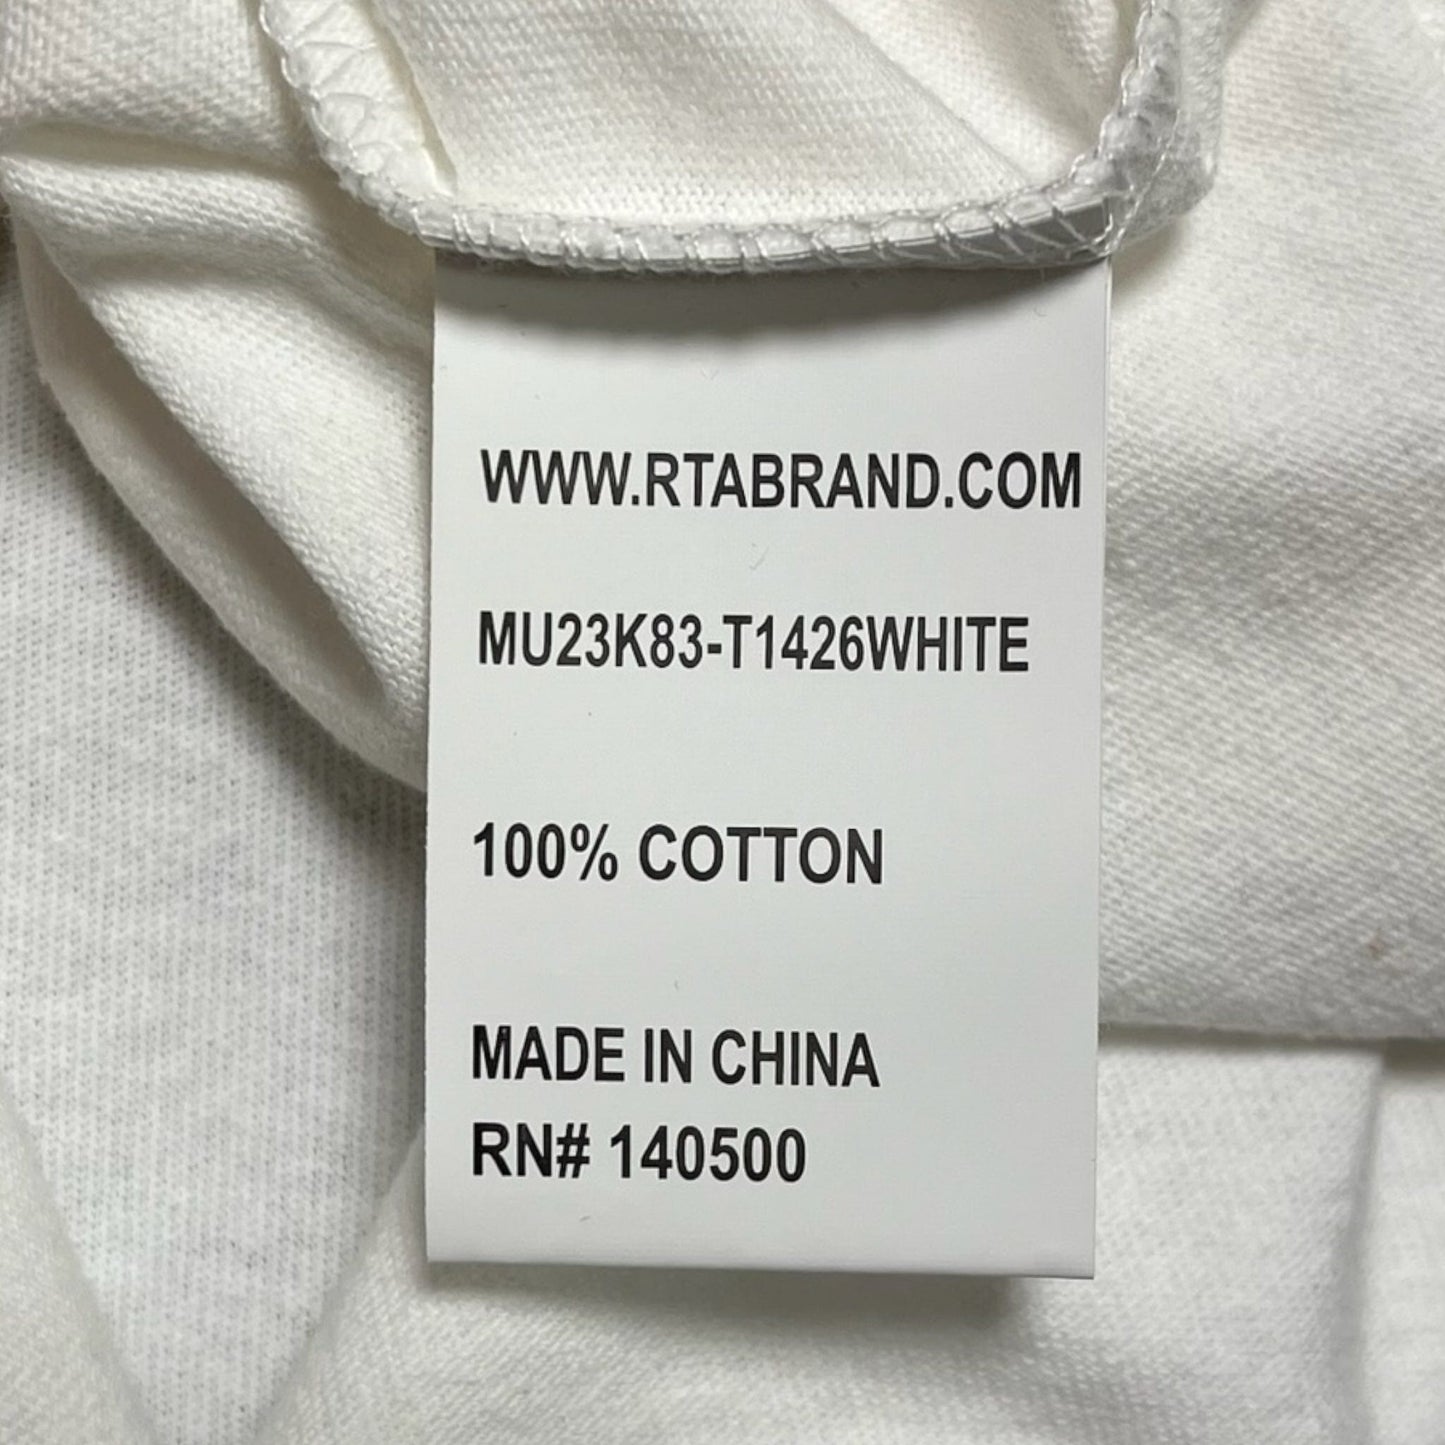 WWW.RTABRAND.COM
MU23K83-T1426WHITE
100% COTTON
MADE IN CHINA
RN# 140500